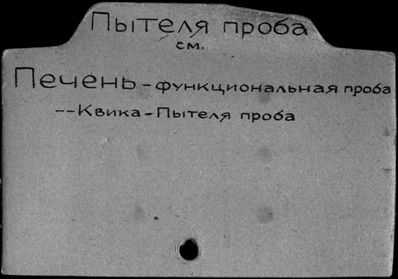 Пытеля проба
см.
Печень - функциональная проба
-- Квика - Пытеля проба